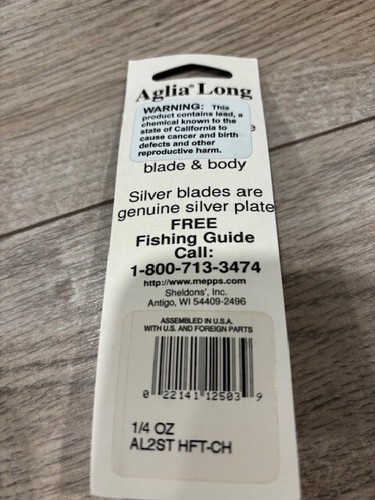 Aglia® Long
WARNING: This
product contains lead, a
chemical known to the
state of California to
cause cancer and birth
defects and other
reproductive harm.
e
blade & body
Silver blades are
genuine silver plate
FREE
Fishing Guide
Call:
1-800-713-3474
http://www.mepps.com
Sheldons', Inc.
Antigo, WI 54409-2496
ASSEMBLED IN U.S.A.
WITH U.S. AND FOREIGN PARTS
0 22141 12503 9
1/4 OZ
AL2ST HFT-CH